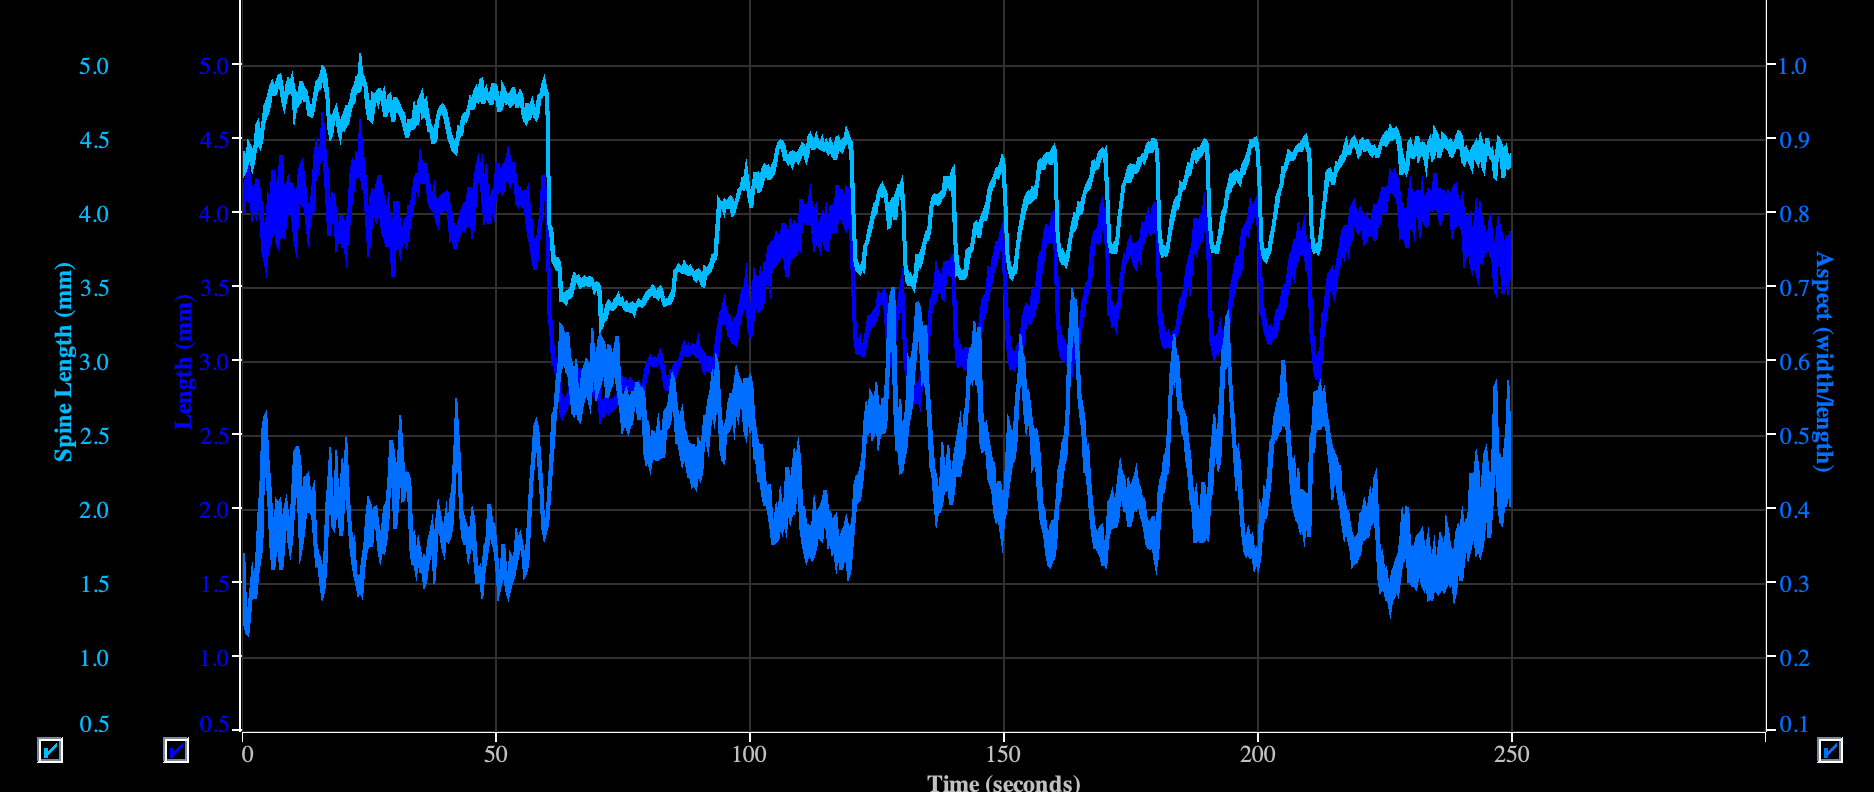 5.0 5.0 1.0
4.5 4.5 0.9
4.0 4.0 0.8
3.5 3.5 0.7
3.0 3.0 0.6
2.5 2.5 0.5
2.0 2.0 0.4
1.5 1.5 0.3
1.0 1.0 0.2
0.5 0.5 0.1
Spine Length (mm)
Length (mm)
Aspect (width/length)
0 50 100 150 200 250
Time (seconds)